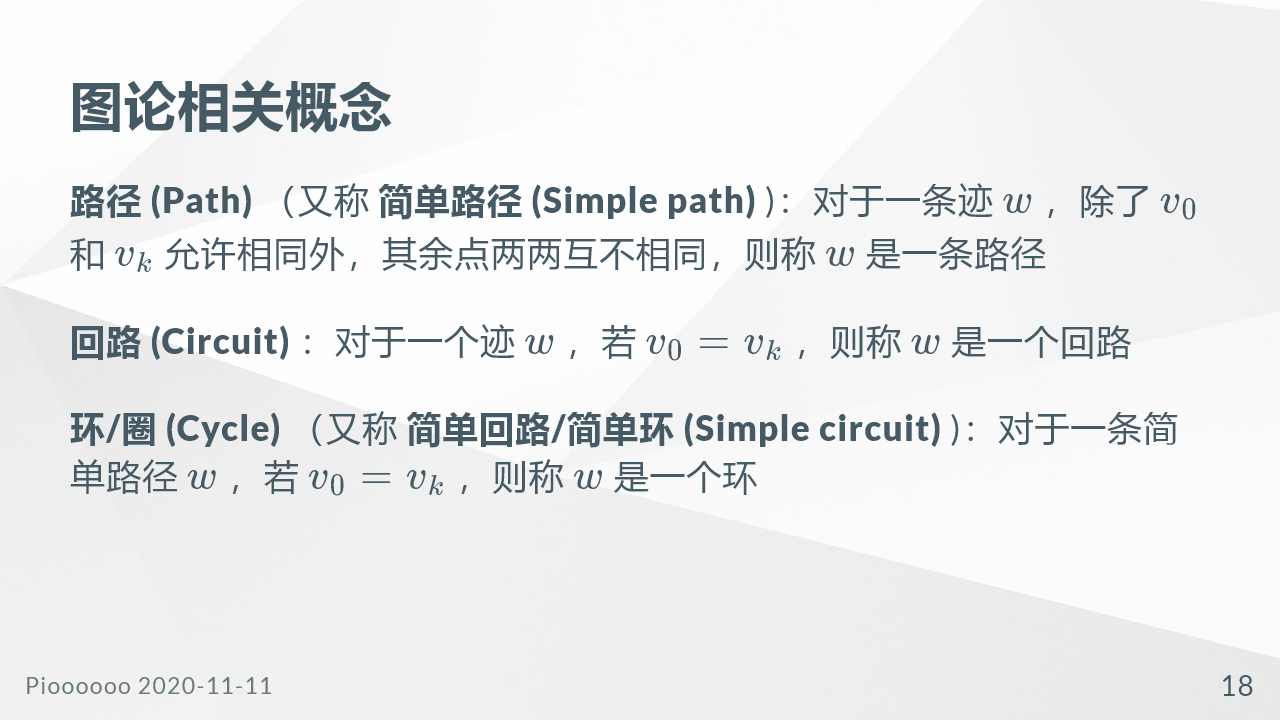 图论相关概念
路径 (Path) （又称 简单路径 (Simple path) )：对于一条迹 w ，除了 v₀
和 vₖ 允许相同外，其余点两两互不相同，则称 w 是一条路径
回路 (Circuit) ：对于一个迹 w ，若 v₀ = vₖ ，则称 w 是一个回路
环/圈 (Cycle) （又称 简单回路/简单环 (Simple circuit) )：对于一条简
单路径 w ，若 v₀ = vₖ ，则称 w 是一个环
Pioooooo 2020-11-11
18